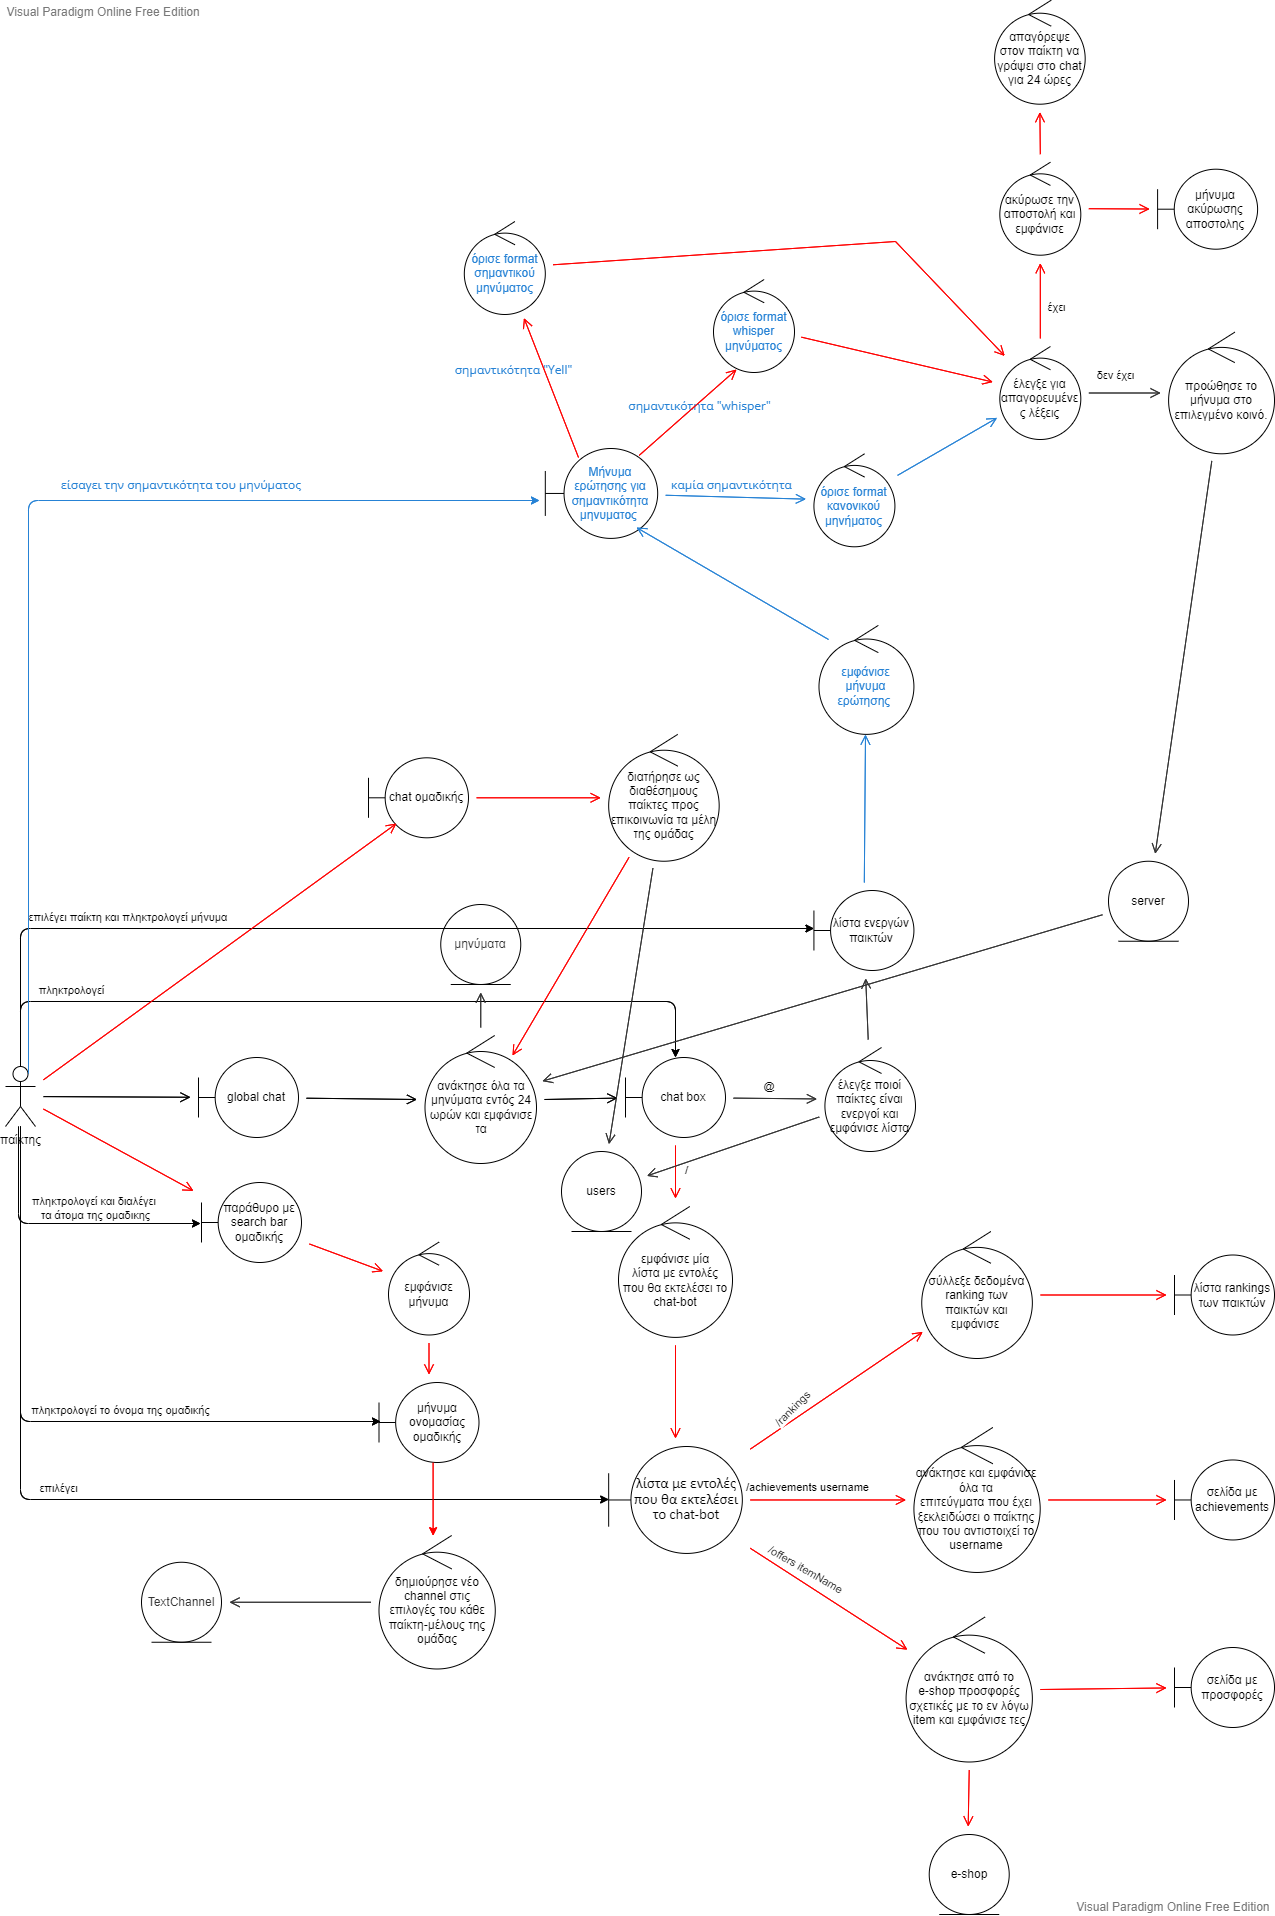 Visual Paradigm Online Free Edition
απαγόρεψε
στον παίκτη να
γράψει στο chat
για 24 ώρες
ακύρωσε την
αποστολή και
εμφάνισε
μήνυμα
ακύρωσης
αποστολης
όρισε format
σημαντικού
μηνύματος
όρισε format
whisper
μηνύματος
έχει
σημαντικότητα "Yell"
σημαντικότητα "whisper"
έλεγξε για
απαγορευμένε
ς λέξεις
δεν έχει
προώθησε το
μήνυμα στο
επιλεγμένο κοινό.
είσαγει την σημαντικότητα του μηνύματος
Μήνυμα
ερώτησης για
σημαντικότητα
μηνυματος
καμία σημαντικότητα
όρισε format
κανονικού
μηνήματος
εμφάνισε
μήνυμα
ερώτησης
chat ομαδικής
διατήρησε ως
διαθέσημους
παίκτες προς
επικοινωνία τα μέλη
της ομάδας
server
επιλέγει παίκτη και πληκτρολογεί μήνυμα
μηνύματα
λίστα ενεργών
παικτών
πληκτρολογεί
παίκτης
global chat
ανάκτησε όλα τα
μηνύματα εντός 24
ωρών και εμφάνισε
τα
chat box
@
έλεγξε ποιοί
παίκτες είναι
ενεργοί και
εμφάνισε λίστα
/
users
πληκτρολογεί και διαλέγει
τα άτομα της ομαδικης
παράθυρο με
search bar
ομαδικής
εμφάνισε
μήνυμα
εμφάνισε μία
λίστα με εντολές
που θα εκτελέσει το
chat-bot
σύλλεξε δεδομένα
ranking των
παικτών και
εμφάνισε
λίστα rankings
των παικτών
/rankings
πληκτρολογεί το όνομα της ομαδικής
μήνυμα
ονομασίας
ομαδικής
επιλέγει
λίστα με εντολές
που θα εκτελέσει
το chat-bot
/achievements username
ανάκτησε και εμφάνισε
όλα τα
επιτεύγματα που έχει
ξεκλειδώσει ο παίκτης
που του αντιστοιχεί το
username
σελίδα με
achievements
/offers itemName
TextChannel
δημιούρησε νέο
channel στις
επιλογές του κάθε
παίκτη-μέλους της
ομάδας
ανάκτησε από το
e-shop προσφορές
σχετικές με το εν λόγω
item και εμφάνισε τες
σελίδα με
προσφορές
e-shop
Visual Paradigm Online Free Edition